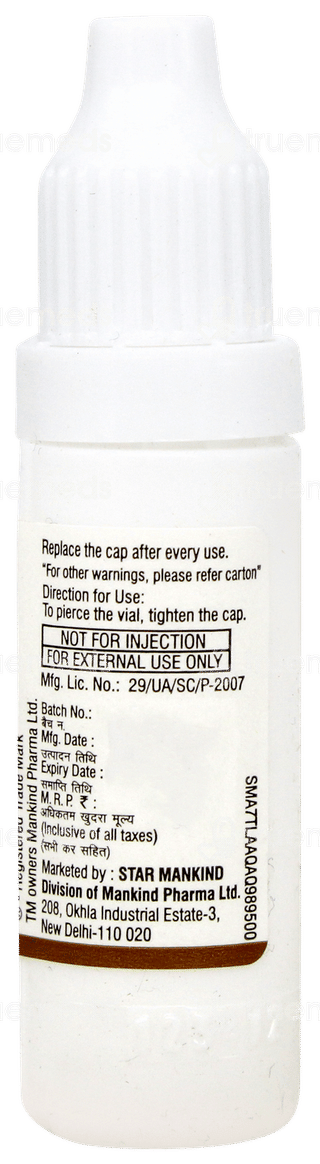 Replace the cap after every use.
"For other warnings, please refer carton"
Direction for Use:
To pierce the vial, tighten the cap.
NOT FOR INJECTION
FOR EXTERNAL USE ONLY
Mfg. Lic. No.: 29/UA/SC/P-2007
Batch No.:
बैच न.
Mfg. Date :
उत्पादन तिथि
Expiry Date :
समाप्ति तिथि
M. R. P. ₹ :
अधिकतम खुदरा मूल्य
(Inclusive of all taxes)
(सभी कर सहित)
Marketed by : STAR MANKIND
Division of Mankind Pharma Ltd.
208, Okhla Industrial Estate-3,
New Delhi-110 020
Registered Trade Mark
TM owners Mankind Pharma Ltd.
SMA77LAAQAQ989500